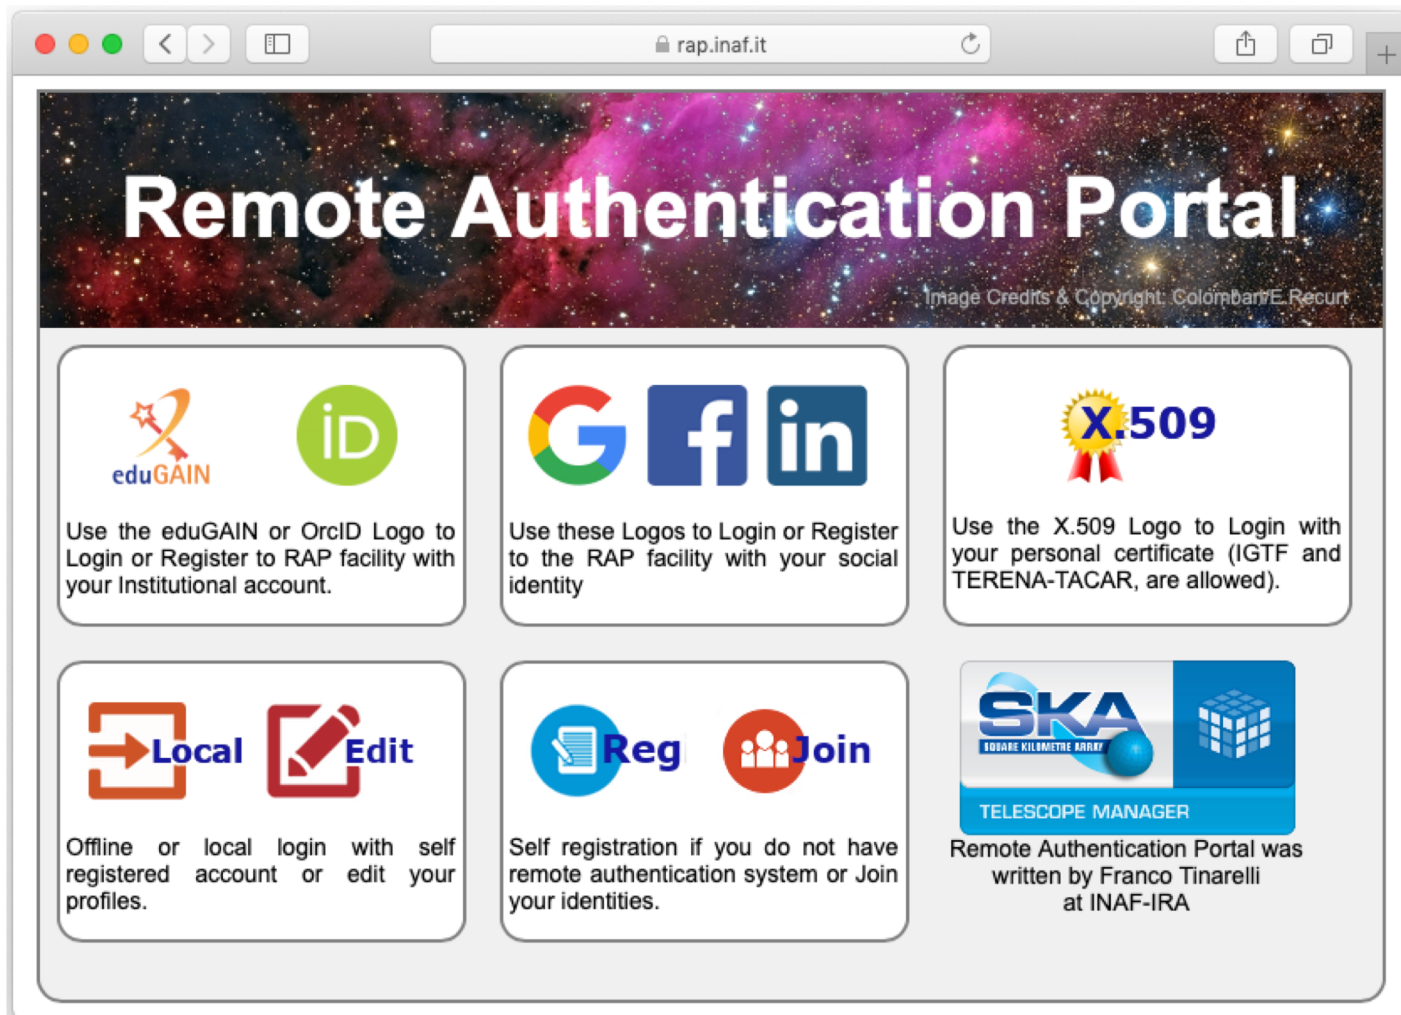 rap.inaf.it
Remote Authentication Portal
Image Credits & Copyright: Colombari/E.Recurt
eduGAIN
iD
Use the eduGAIN or OrcID Logo to
Login or Register to RAP facility with
your Institutional account.
G
f
in
Use these Logos to Login or Register
to the RAP facility with your social
identity
X.509
Use the X.509 Logo to Login with
your personal certificate (IGTF and
TERENA-TACAR, are allowed).
Local
Edit
Offline or local login with self
registered account or edit your
profiles.
Reg
Join
Self registration if you do not have
remote authentication system or Join
your identities.
SKA
SQUARE KILOMETRE ARRAY
TELESCOPE MANAGER
Remote Authentication Portal was
written by Franco Tinarelli
at INAF-IRA